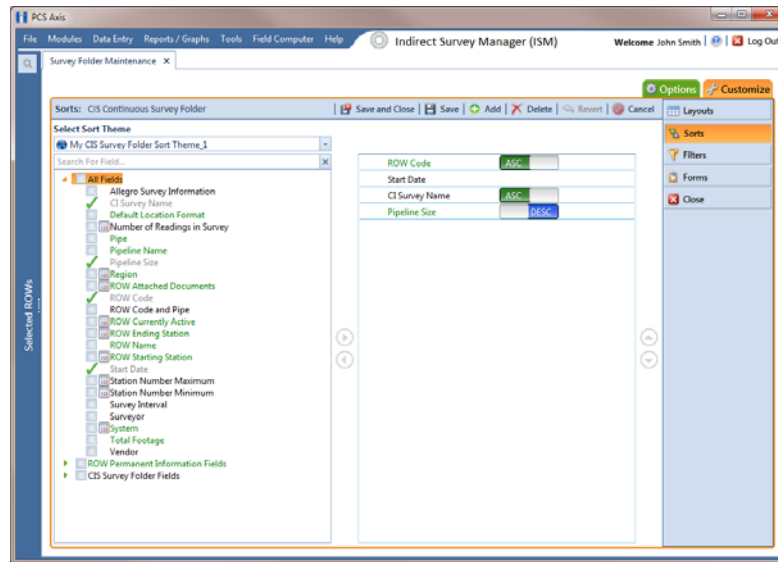 PCS Axis
File Modules Data Entry Reports / Graphs Tools Field Computer Help Indirect Survey Manager (ISM) Welcome John Smith | | Log Out
Survey Folder Maintenance X
Options Customize
Sorts: CIS Continuous Survey Folder | Save and Close | Save | Add | Delete | Revert | Cancel
Layouts
Sorts
Filters
Forms
Close
Select Sort Theme
My CIS Survey Folder Sort Theme_1
Search For Field...
All Fields
Allegro Survey Information
CI Survey Name
Default Location Format
Number of Readings in Survey
Pipe
Pipeline Name
Pipeline Size
Region
ROW Attached Documents
ROW Code
ROW Code and Pipe
ROW Currently Active
ROW Ending Station
ROW Name
ROW Starting Station
Start Date
Station Number Maximum
Station Number Minimum
Survey Interval
Surveyor
System
Total Footage
Vendor
ROW Permanent Information Fields
CIS Survey Folder Fields
ROW Code ASC
Start Date
CI Survey Name ASC
Pipeline Size DESC
Selected ROWs